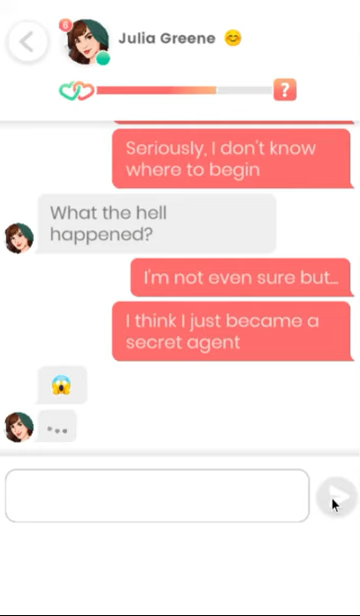 8
Julia Greene 😊
?
Seriously, I don't know
where to begin
What the hell
happened?
I'm not even sure but...
I think I just became a
secret agent
😱
...